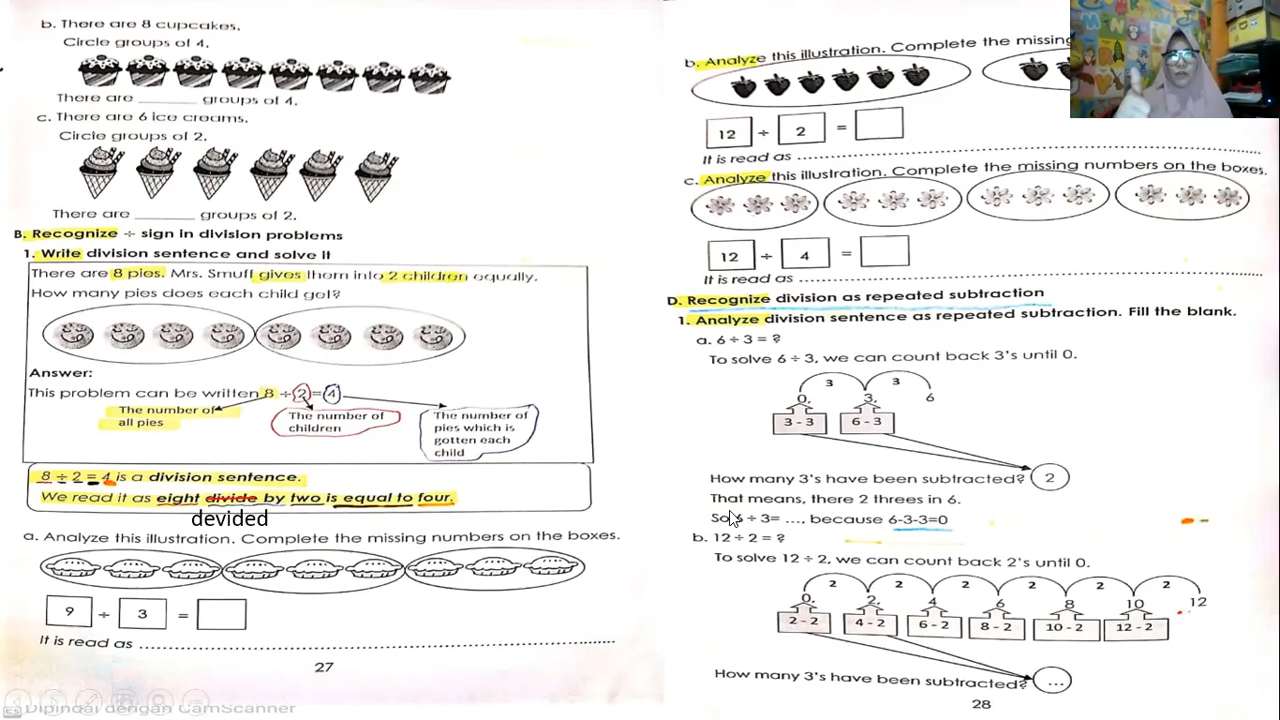 b. There are 8 cupcakes.
Circle groups of 4.
There are ______ groups of 4.
c. There are 6 ice creams.
Circle groups of 2.
There are ______ groups of 2.
B. Recognize ÷ sign in division problems
1. Write division sentence and solve it
There are 8 pies. Mrs. Smuff gives them into 2 children equally.
How many pies does each child get?
Answer:
This problem can be written 8 ÷ 2 = 4
The number of
all pies
The number of
children
The number of
pies which is
gotten each
child
8 ÷ 2 = 4 is a division sentence.
We read it as eight divide by two is equal to four.
devided
a. Analyze this illustration. Complete the missing numbers on the boxes.
9 ÷ 3 =
It is read as ........................................
27
Dipindai dengan CamScanner
b. Analyze this illustration. Complete the missing
12 ÷ 2 =
It is read as ........................................
c. Analyze this illustration. Complete the missing numbers on the boxes.
12 ÷ 4 =
It is read as ........................................
D. Recognize division as repeated subtraction
1. Analyze division sentence as repeated subtraction. Fill the blank.
a. 6 ÷ 3 = ?
To solve 6 ÷ 3, we can count back 3's until 0.
3 3
0, 3, 6
3 - 3 6 - 3
How many 3's have been subtracted? 2
That means, there 2 threes in 6.
So 6 ÷ 3= ..., because 6-3-3=0
b. 12 ÷ 2 = ?
To solve 12 ÷ 2, we can count back 2's until 0.
2 2 2 2 2 2
0, 2, 4 6 8 10 12
2 - 2 4 - 2 6 - 2 8 - 2 10 - 2 12 - 2
How many 3's have been subtracted? ...
28